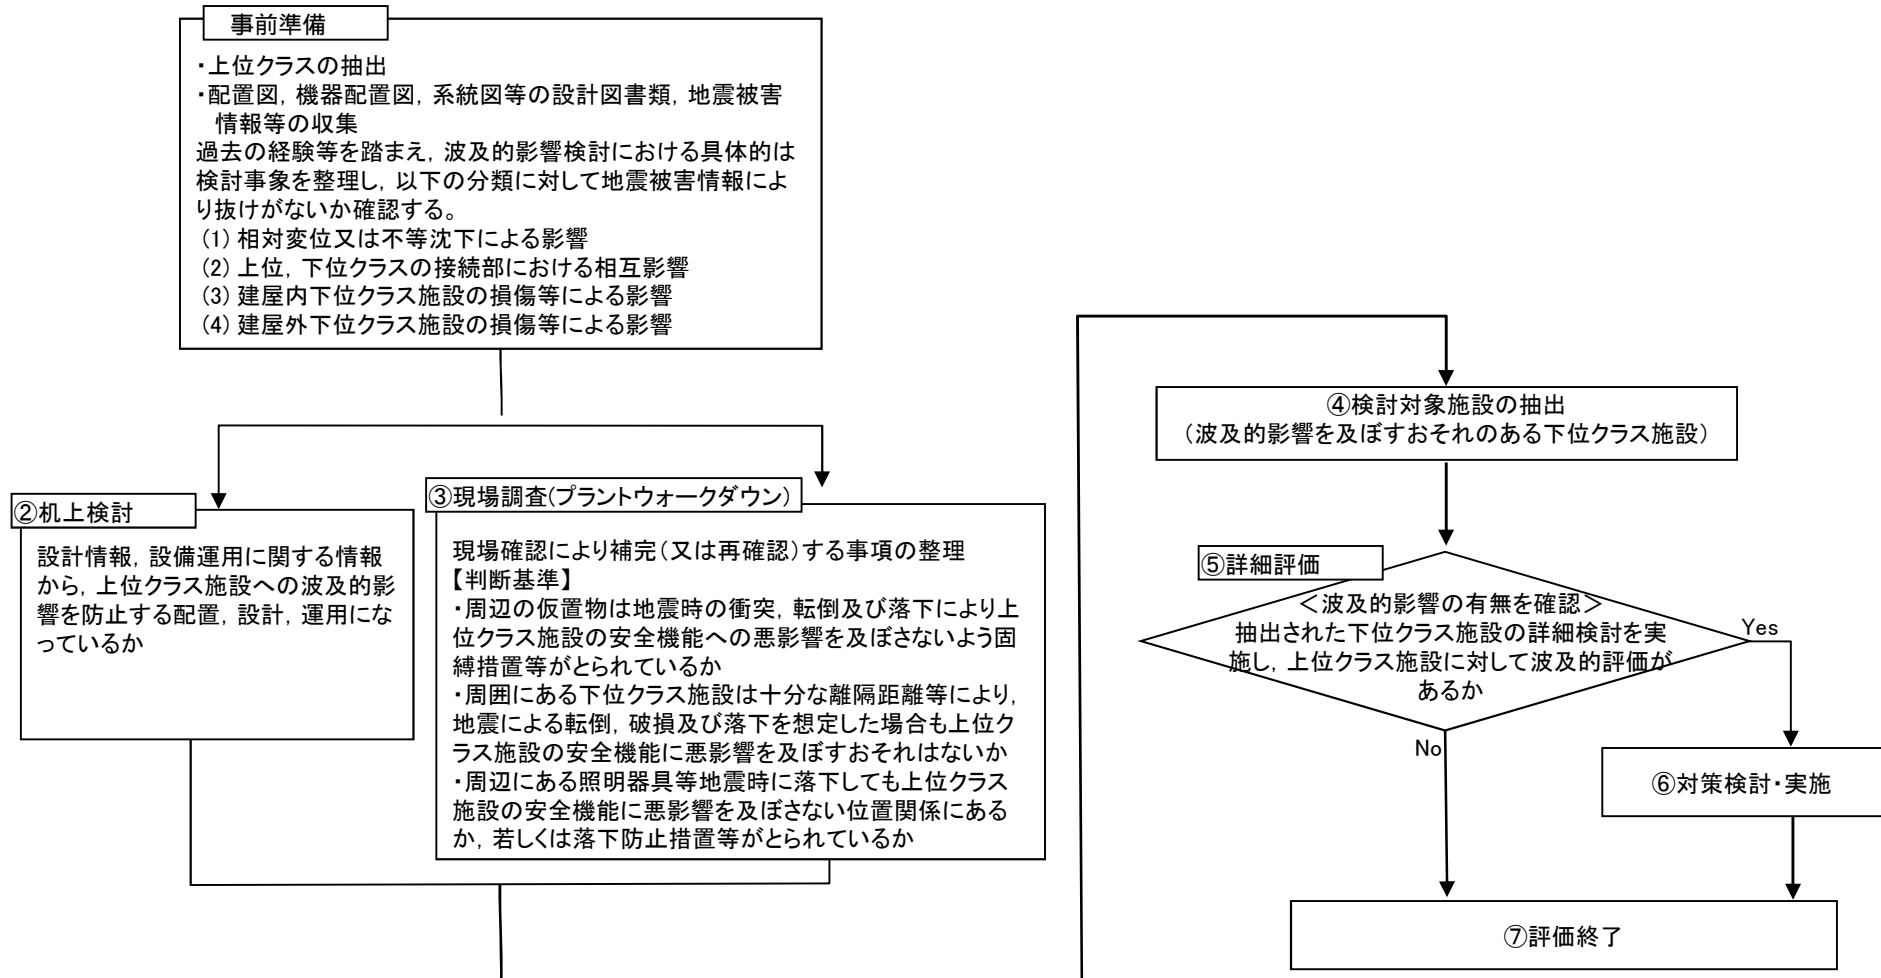 事前準備
・上位クラスの抽出
・配置図，機器配置図，系統図等の設計図書類，地震被害
情報等の収集
過去の経験等を踏まえ，波及的影響検討における具体的は
検討事象を整理し，以下の分類に対して地震被害情報によ
り抜けがないか確認する。
(1) 相対変位又は不等沈下による影響
(2) 上位，下位クラスの接続部における相互影響
(3) 建屋内下位クラス施設の損傷等による影響
(4) 建屋外下位クラス施設の損傷等による影響
②机上検討
設計情報，設備運用に関する情報
から，上位クラス施設への波及的影
響を防止する配置，設計，運用にな
っているか
③現場調査(プラントウォークダウン)
現場確認により補完（又は再確認）する事項の整理
【判断基準】
・周辺の仮置物は地震時の衝突，転倒及び落下により上
位クラス施設の安全機能への悪影響を及ぼさないよう固
縛措置等がとられているか
・周囲にある下位クラス施設は十分な離隔距離等により，
地震による転倒，破損及び落下を想定した場合も上位ク
ラス施設の安全機能に悪影響を及ぼすおそれはないか
・周辺にある照明器具等地震時に落下しても上位クラス
施設の安全機能に悪影響を及ぼさない位置関係にある
か，若しくは落下防止措置等がとられているか
④検討対象施設の抽出
（波及的影響を及ぼすおそれのある下位クラス施設）
⑤詳細評価
＜波及的影響の有無を確認＞
抽出された下位クラス施設の詳細検討を実
施し，上位クラス施設に対して波及的評価が
あるか
Yes
No
⑥対策検討・実施
⑦評価終了